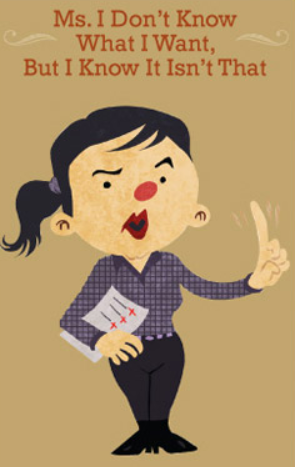 Ms. I Don't Know
What I Want,
But I Know It Isn't That